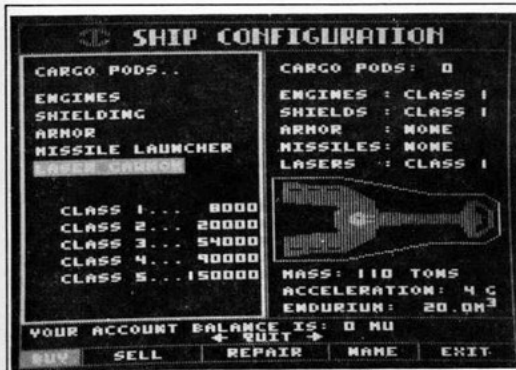 SHIP CONFIGURATION
CARGO PODS..
ENGINES
SHIELDING
ARMOR
MISSILE LAUNCHER
LASER CANNON
CLASS 1... 8000
CLASS 2... 20000
CLASS 3... 54000
CLASS 4... 90000
CLASS 5...150000
CARGO PODS: 0
ENGINES : CLASS 1
SHIELDS : CLASS 1
ARMOR : NONE
MISSILES: NONE
LASERS : CLASS 1
MASS: 110 TONS
ACCELERATION: 4 G
ENDURIUM: 20.0M³
YOUR ACCOUNT BALANCE IS: 0 MU
← QUIT →
BUY SELL REPAIR NAME EXIT